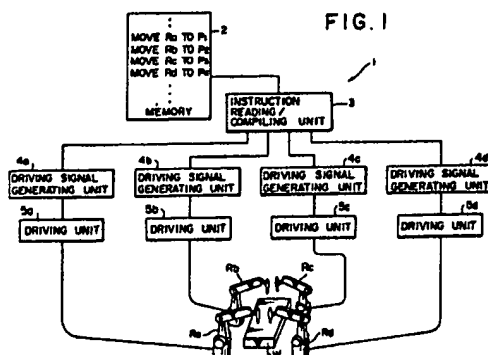 FIG. 1
2
⋮
MOVE Ra TO P1
MOVE Rb TO P2
MOVE Rc TO P3
MOVE Rd TO P4
⋮
MEMORY
1
INSTRUCTION
READING/
COMPILING
UNIT
3
4a
DRIVING SIGNAL
GENERATING UNIT
4b
DRIVING SIGNAL
GENERATING UNIT
4c
DRIVING SIGNAL
GENERATING UNIT
4d
DRIVING SIGNAL
GENERATING UNIT
5a
DRIVING UNIT
5b
DRIVING UNIT
5c
DRIVING UNIT
5d
DRIVING UNIT
Rb
Rc
Ra
Rd
W